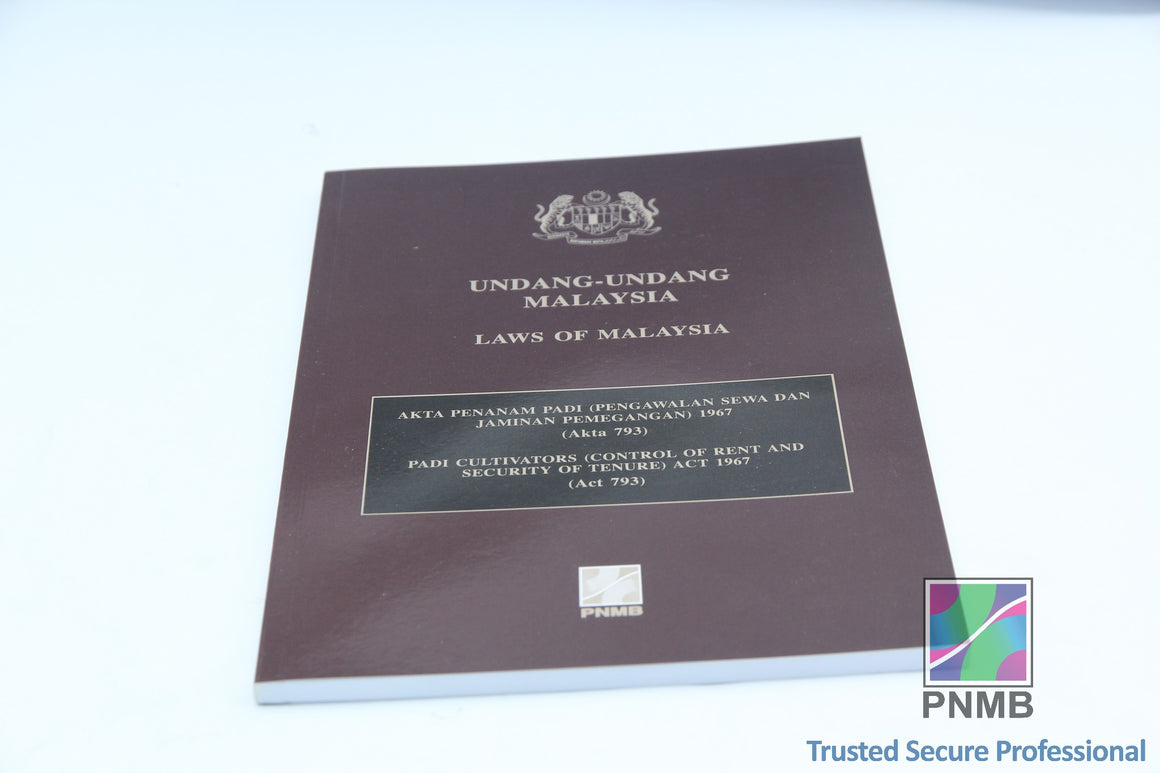 UNDANG-UNDANG
MALAYSIA
LAWS OF MALAYSIA
AKTA PENANAM PADI (PENGAWALAN SEWA DAN
JAMINAN PEMEGANGAN) 1967
(Akta 793)
PADI CULTIVATORS (CONTROL OF RENT AND
SECURITY OF TENURE) ACT 1967
(Act 793)
PNMB
PNMB
Trusted Secure Professional